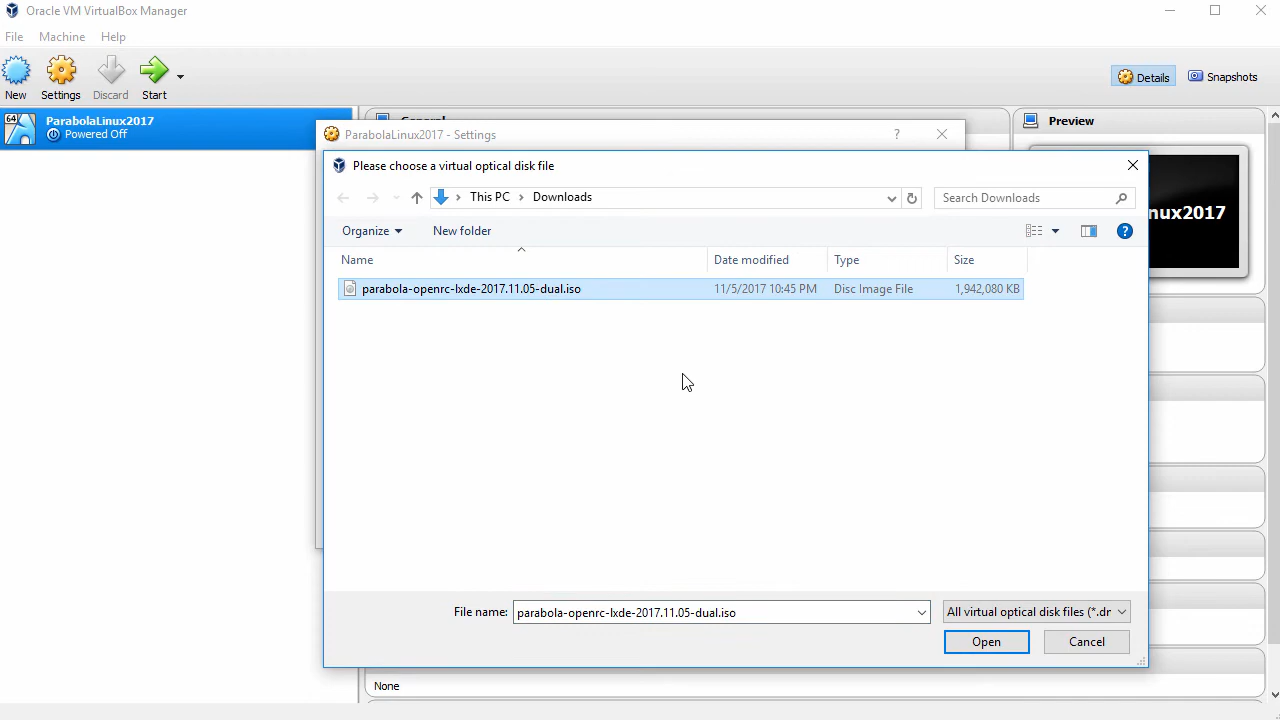 Oracle VM VirtualBox Manager
File Machine Help
New Settings Discard Start Details Snapshots
64 ParabolaLinux2017
Powered Off
Preview
ParabolaLinux2017 - Settings ?
Please choose a virtual optical disk file
This PC Downloads Search Downloads
Organize New folder ?
Name Date modified Type Size
parabola-openrc-lxde-2017.11.05-dual.iso 11/5/2017 10:45 PM Disc Image File 1,942,080 KB
File name: parabola-openrc-lxde-2017.11.05-dual.iso All virtual optical disk files (*.dr
Open Cancel
None